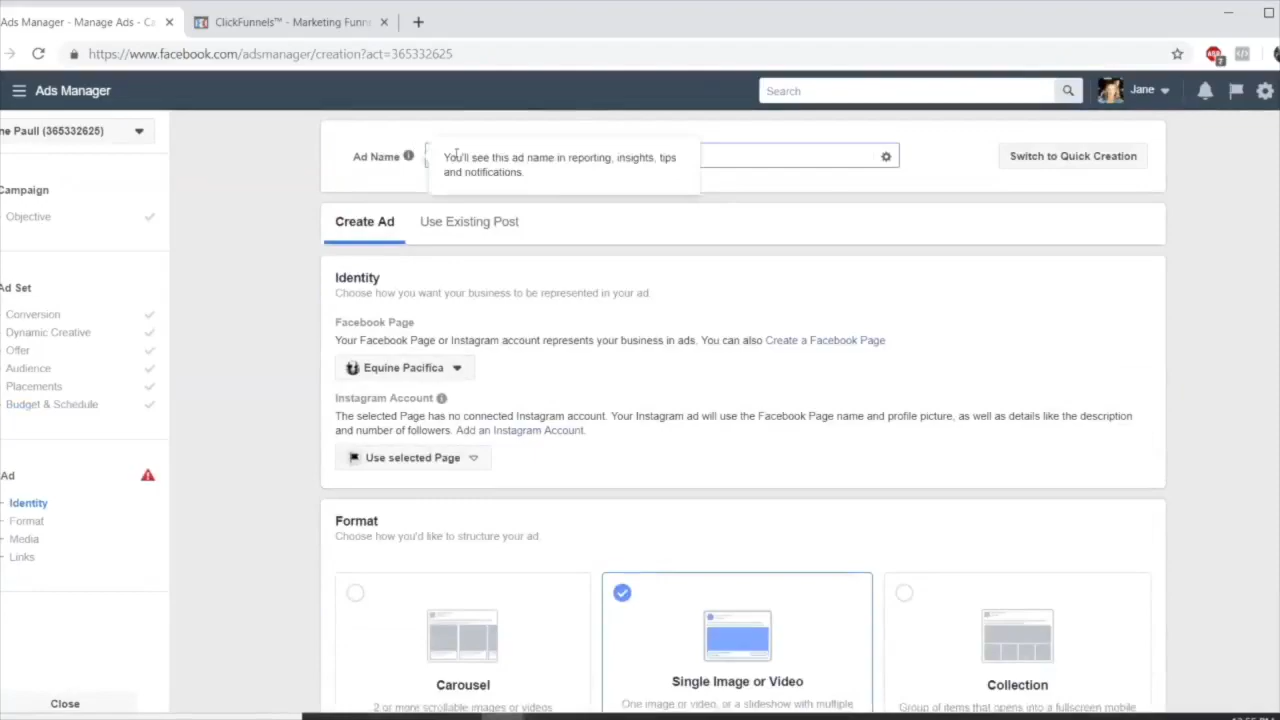 Ads Manager - Manage Ads - Ca
ClickFunnels™ - Marketing Funn
https://www.facebook.com/adsmanager/creation?act=365332625
Ads Manager
Search
Jane
ne Paull (365332625)
Ad Name
You'll see this ad name in reporting, insights, tips
and notifications.
Switch to Quick Creation
Campaign
Objective
Create Ad
Use Existing Post
Ad Set
Conversion
Dynamic Creative
Offer
Audience
Placements
Budget & Schedule
Identity
Choose how you want your business to be represented in your ad.
Facebook Page
Your Facebook Page or Instagram account represents your business in ads. You can also Create a Facebook Page
Equine Pacifica
Instagram Account
The selected Page has no connected Instagram account. Your Instagram ad will use the Facebook Page name and profile picture, as well as details like the description
and number of followers. Add an Instagram Account.
Use selected Page
Ad
Identity
Format
Media
Links
Format
Choose how you'd like to structure your ad.
Carousel
2 or more scrollable images or videos
Single Image or Video
One image or video, or a slideshow with multiple
Collection
Group of items that opens into a fullscreen mobile
Close